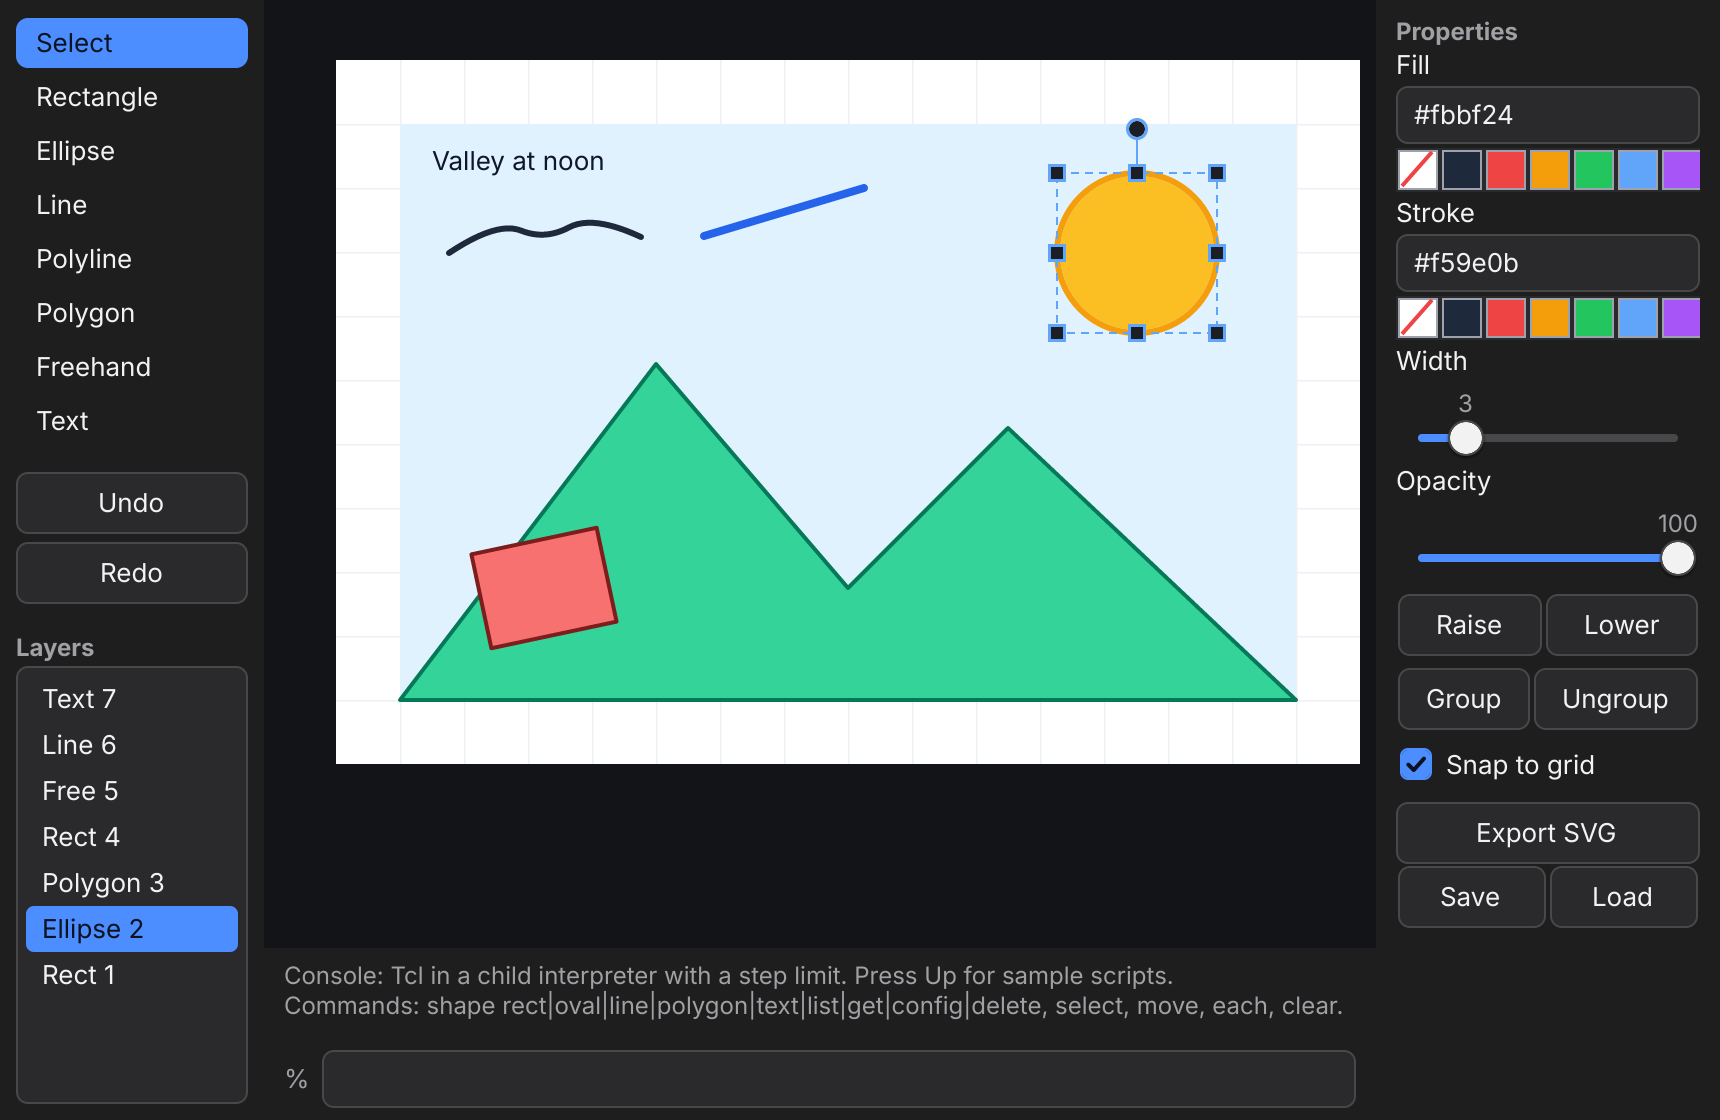 Select
Rectangle
Ellipse
Line
Polyline
Polygon
Freehand
Text
Undo
Redo
Layers
Text 7
Line 6
Free 5
Rect 4
Polygon 3
Ellipse 2
Rect 1
Valley at noon
Console: Tcl in a child interpreter with a step limit. Press Up for sample scripts.
Commands: shape rect|oval|line|polygon|text|list|get|config|delete, select, move, each, clear.
%
Properties
Fill
#fbbf24
Stroke
#f59e0b
Width
3
Opacity
100
Raise Lower
Group Ungroup
Snap to grid
Export SVG
Save Load